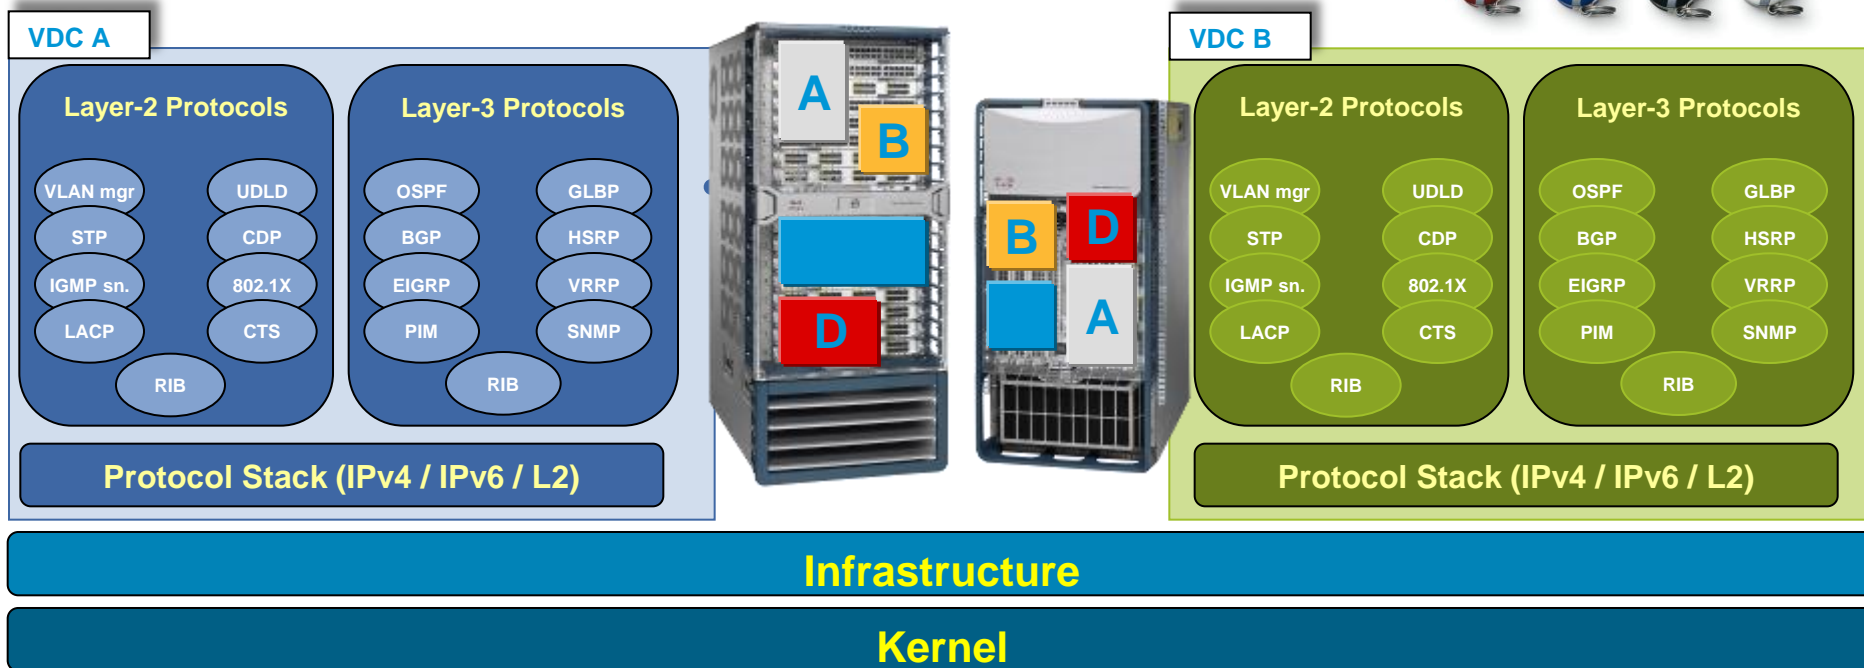 VDC A
Layer-2 Protocols
Layer-3 Protocols
VLAN mgr
UDLD
OSPF
GLBP
STP
CDP
BGP
HSRP
IGMP sn.
802.1X
EIGRP
VRRP
LACP
CTS
PIM
SNMP
RIB
RIB
Protocol Stack (IPv4 / IPv6 / L2)
A
B
D
B
D
A
VDC B
Layer-2 Protocols
Layer-3 Protocols
VLAN mgr
UDLD
OSPF
GLBP
STP
CDP
BGP
HSRP
IGMP sn.
802.1X
EIGRP
VRRP
LACP
CTS
PIM
SNMP
RIB
RIB
Protocol Stack (IPv4 / IPv6 / L2)
Infrastructure
Kernel